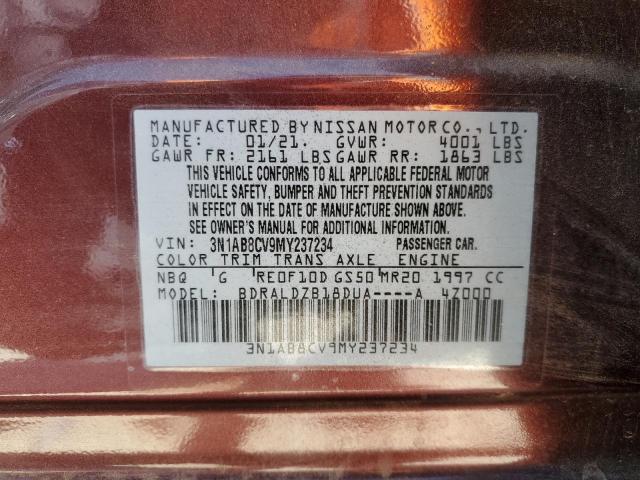 MANUFACTURED BY NISSAN MOTOR CO., LTD.
DATE: 01/21. GVWR: 4001 LBS
GAWR FR: 2161 LBS GAWR RR: 1863 LBS
THIS VEHICLE CONFORMS TO ALL APPLICABLE FEDERAL MOTOR
VEHICLE SAFETY, BUMPER AND THEFT PREVENTION STANDARDS
IN EFFECT ON THE DATE OF MANUFACTURE SHOWN ABOVE.
SEE OWNER'S MANUAL FOR ADDITIONAL INFORMATION.
VIN: 3N1AB8CV9MY237234 PASSENGER CAR.
COLOR TRIM TRANS AXLE ENGINE
NBQ G RE0F10D GS50 MR20 1997 CC
MODEL: BDRALDZB18DUA----A 4Z000
3N1AB8CV9MY237234